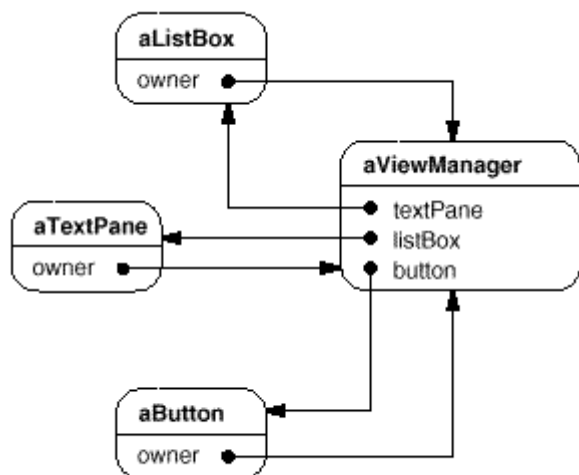 aListBox
owner
aViewManager
textPane
listBox
button
aTextPane
owner
aButton
owner